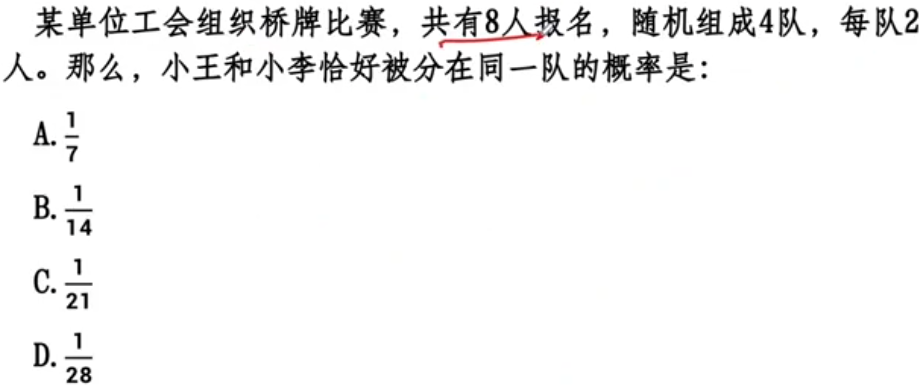 某单位工会组织桥牌比赛，共有8人报名，随机组成4队，每队2
人。那么，小王和小李恰好被分在同一队的概率是：
A. 1/7
B. 1/14
C. 1/21
D. 1/28